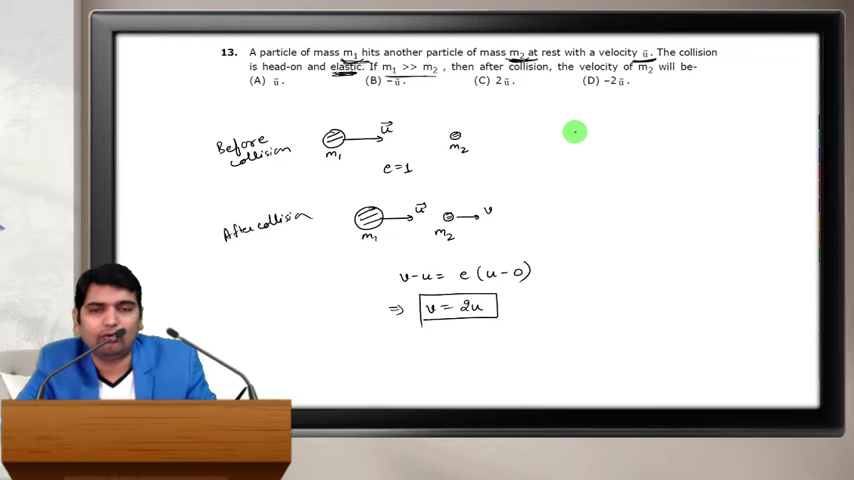 13. A particle of mass m₁ hits another particle of mass m₂ at rest with a velocity u⃗. The collision
is head-on and elastic. If m₁ >> m₂ , then after collision, the velocity of m₂ will be-
(A) u⃗. (B) –u⃗. (C) 2u⃗. (D) –2u⃗.
Before collision
m₁
u⃗
m₂
e=1
After collision
m₁
u⃗
m₂
v
v-u = e (u-0)
⇒ v = 2u